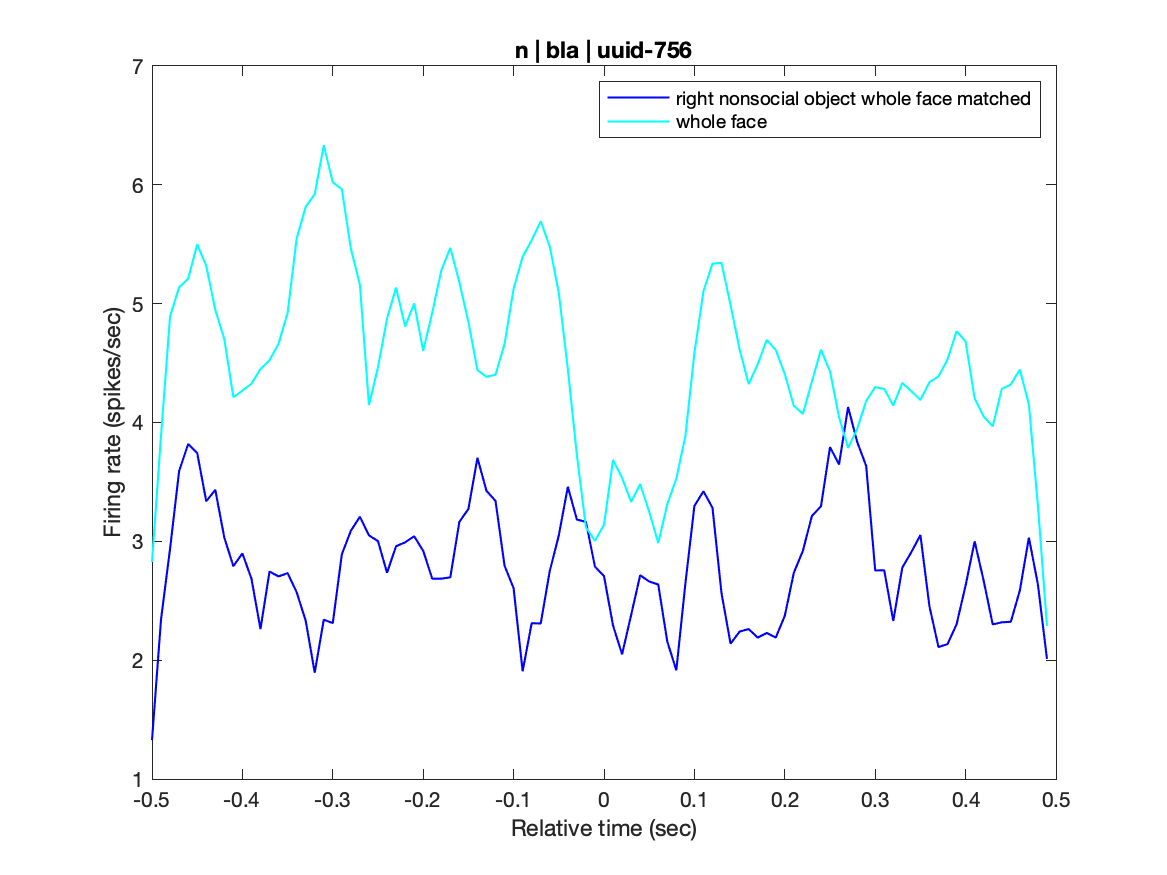 n | bla | uuid-756
right nonsocial object whole face matched
whole face
Firing rate (spikes/sec)
7
6
5
4
3
2
1
-0.5 -0.4 -0.3 -0.2 -0.1 0 0.1 0.2 0.3 0.4 0.5
Relative time (sec)